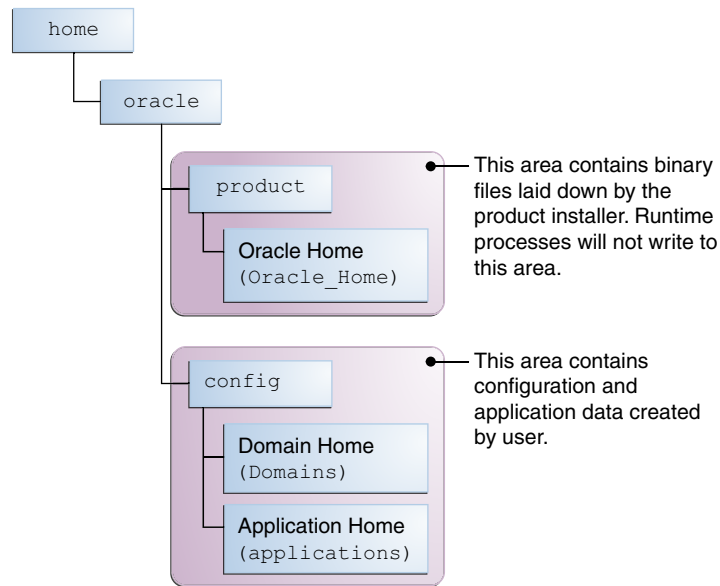 home
oracle
product
Oracle Home
(Oracle_Home)
This area contains binary
files laid down by the
product installer. Runtime
processes will not write to
this area.
config
Domain Home
(Domains)
Application Home
(applications)
This area contains
configuration and
application data created
by user.